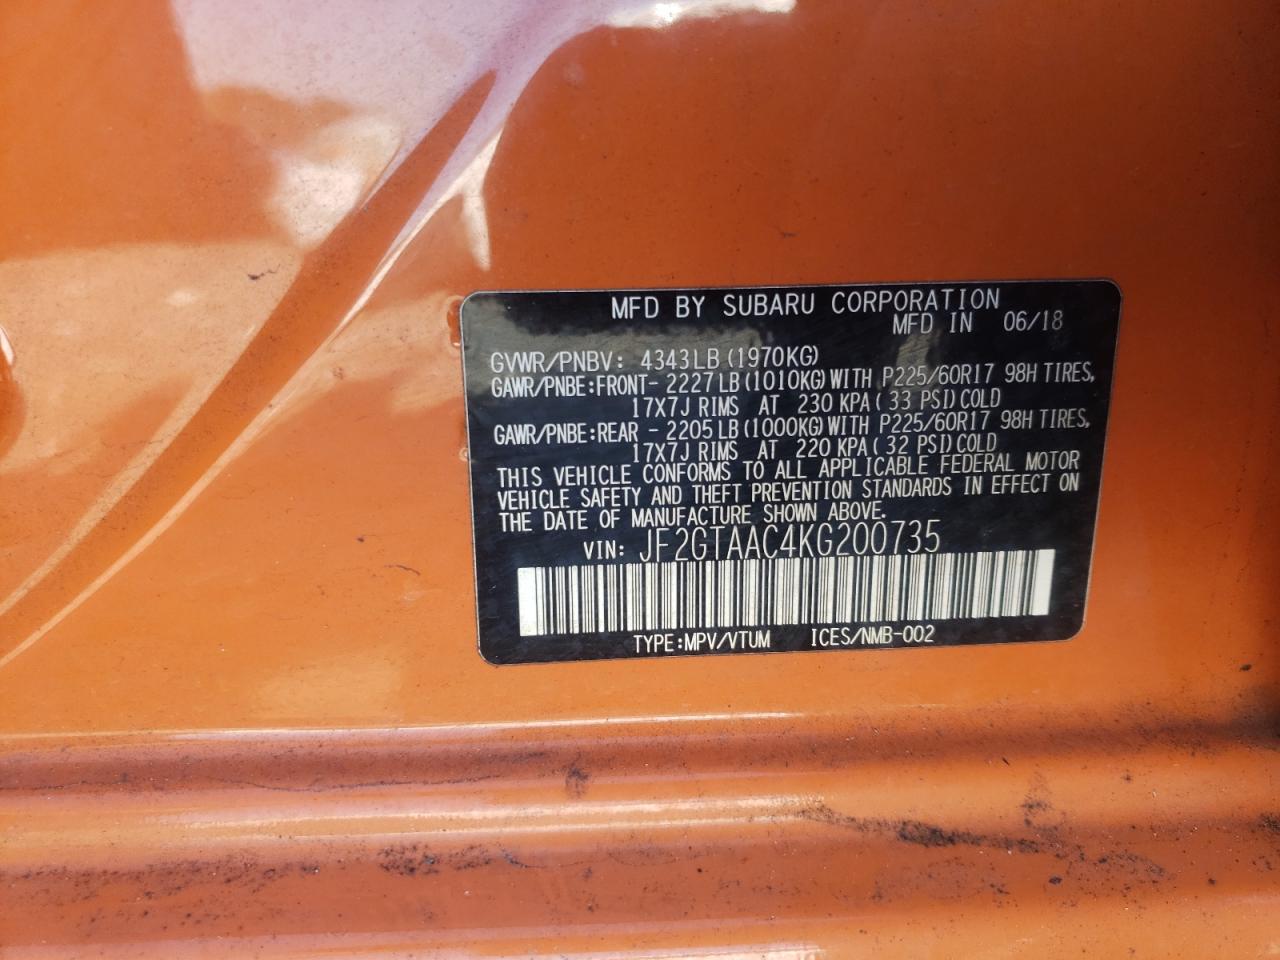 MFD BY SUBARU CORPORATION
MFD IN 06/18
GVWR/PNBV: 4343LB(1970KG)
GAWR/PNBE:FRONT-2227LB(1010KG)WITH P225/60R17 98H TIRES,
17X7J RIMS AT 230 KPA(33 PSI)COLD
GAWR/PNBE:REAR -2205LB(1000KG)WITH P225/60R17 98H TIRES,
17X7J RIMS AT 220 KPA(32 PSI)COLD
THIS VEHICLE CONFORMS TO ALL APPLICABLE FEDERAL MOTOR
VEHICLE SAFETY AND THEFT PREVENTION STANDARDS IN EFFECT ON
THE DATE OF MANUFACTURE SHOWN ABOVE.
VIN: JF2GTAAC4KG200735
TYPE:MPV/VTUM ICES/NMB-002